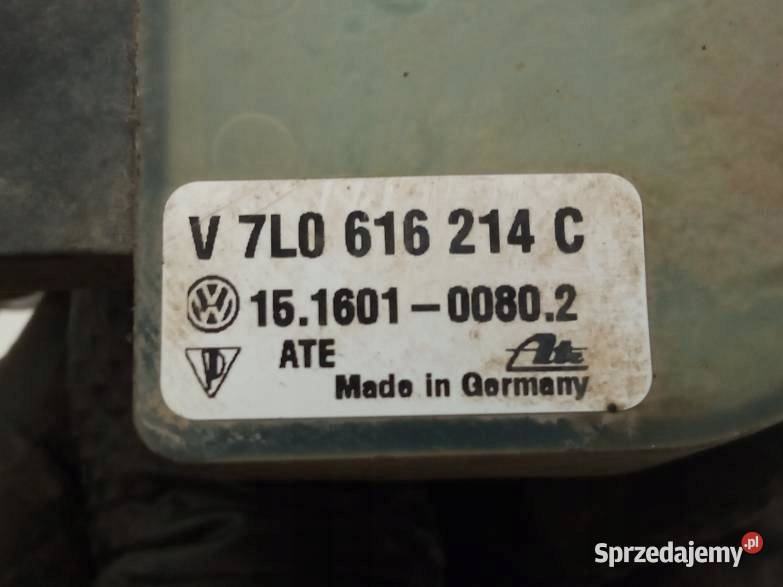 V 7L0 616 214 C
15.1601-0080.2
ATE Ate
Made in Germany
Sprzedajemy.pl